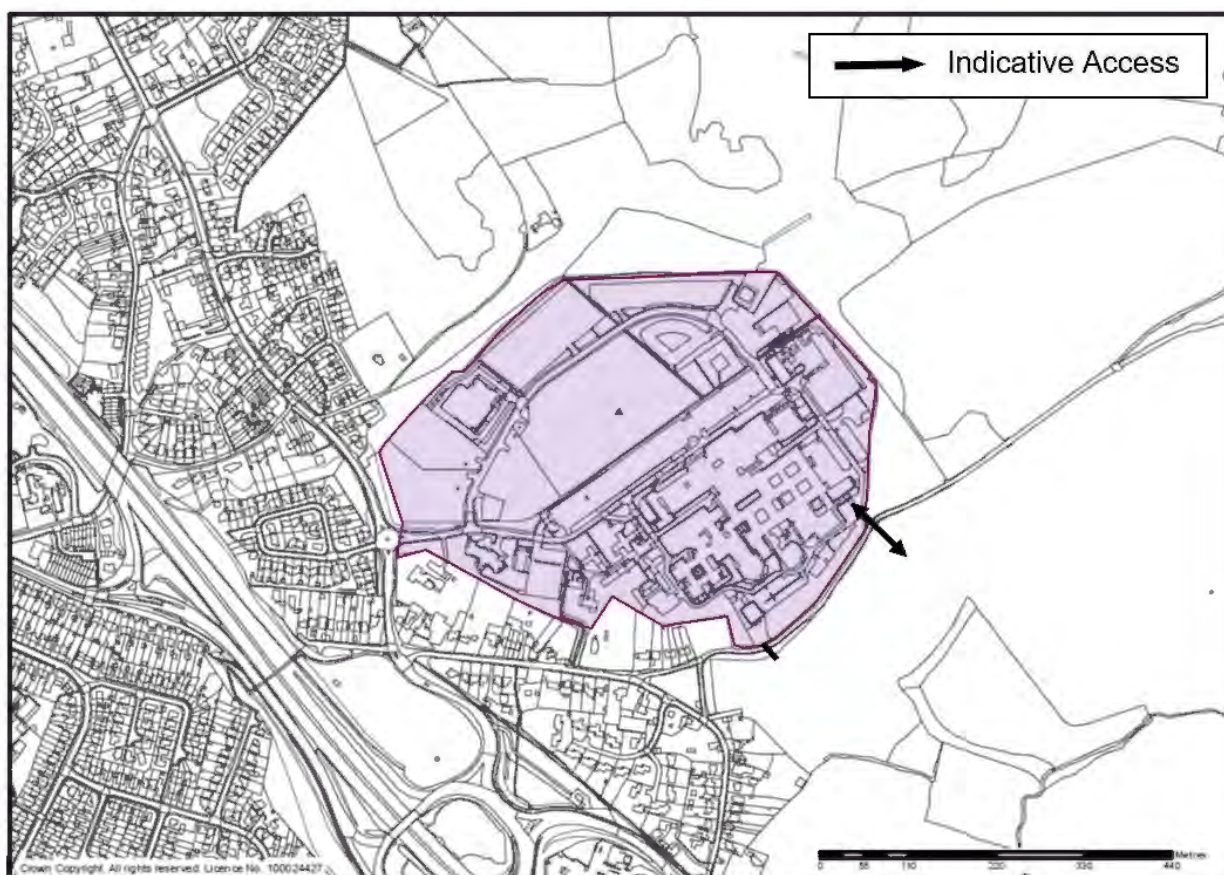 Indicative Access
Crown Copyright. All rights reserved. Licence No. 100024427
0 55 110 220 330 440 Metres